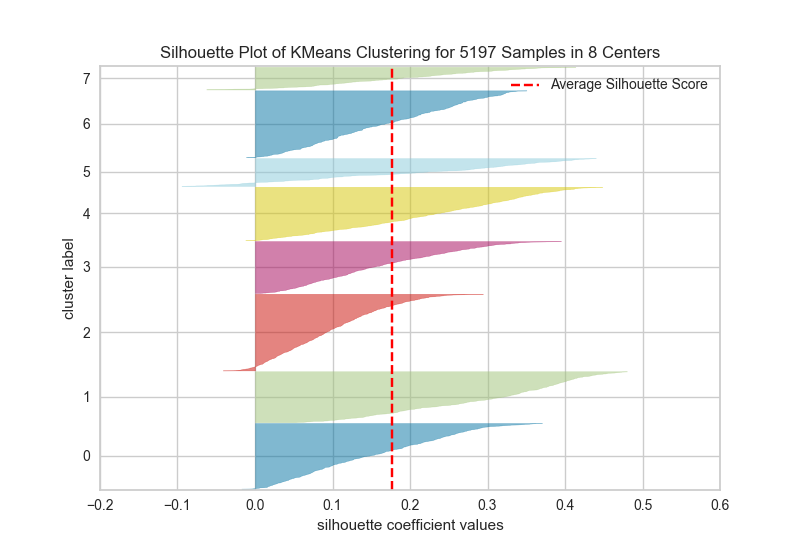 Silhouette Plot of KMeans Clustering for 5197 Samples in 8 Centers
Average Silhouette Score
7
6
5
4
3
2
1
0
cluster label
−0.2 −0.1 0.0 0.1 0.2 0.3 0.4 0.5 0.6
silhouette coefficient values